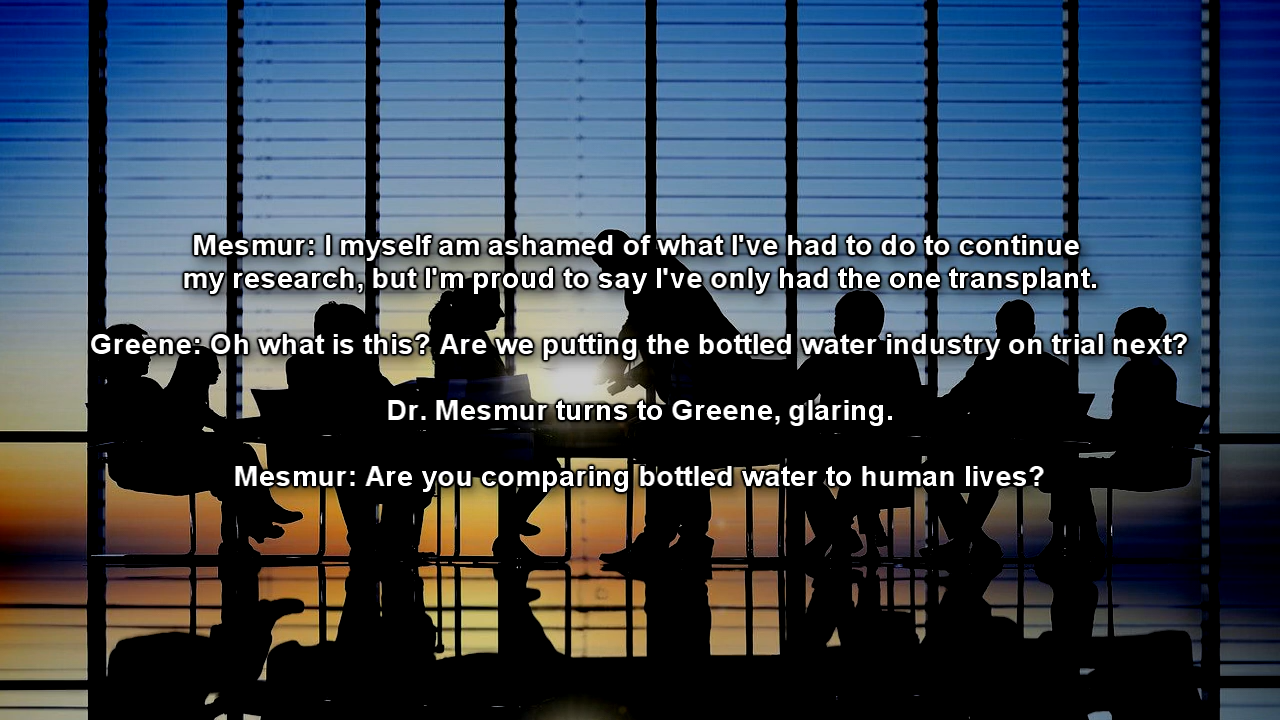 Mesmur: I myself am ashamed of what I've had to do to continue
my research, but I'm proud to say I've only had the one transplant.
Greene: Oh what is this? Are we putting the bottled water industry on trial next?
Dr. Mesmur turns to Greene, glaring.
Mesmur: Are you comparing bottled water to human lives?